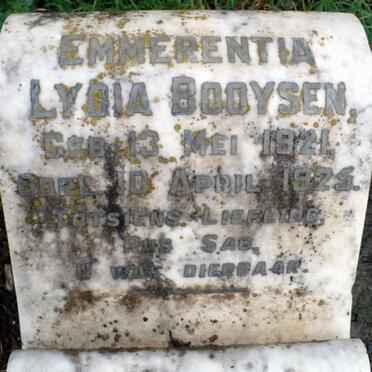 EMMERENTIA
LYDIA BOOYSEN,
GEB. 13 MEI 1921.
OORL. 10 APRIL 1925.
TOTSIENS LIEFLING.
RUS SAG.
U WAS DIERBAAR.